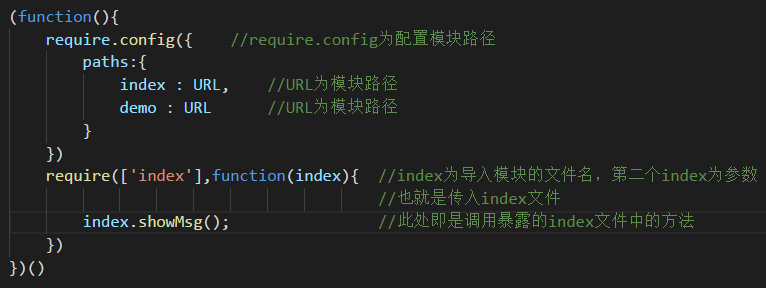 (function(){
    require.config({    //require.config为配置模块路径
        paths:{
            index : URL,    //URL为模块路径
            demo : URL      //URL为模块路径
        }
    })
    require(['index'],function(index){  //index为导入模块的文件名，第二个index为参数
                                        //也就是传入index文件
        index.showMsg();                //此处即是调用暴露的index文件中的方法
    })
})()